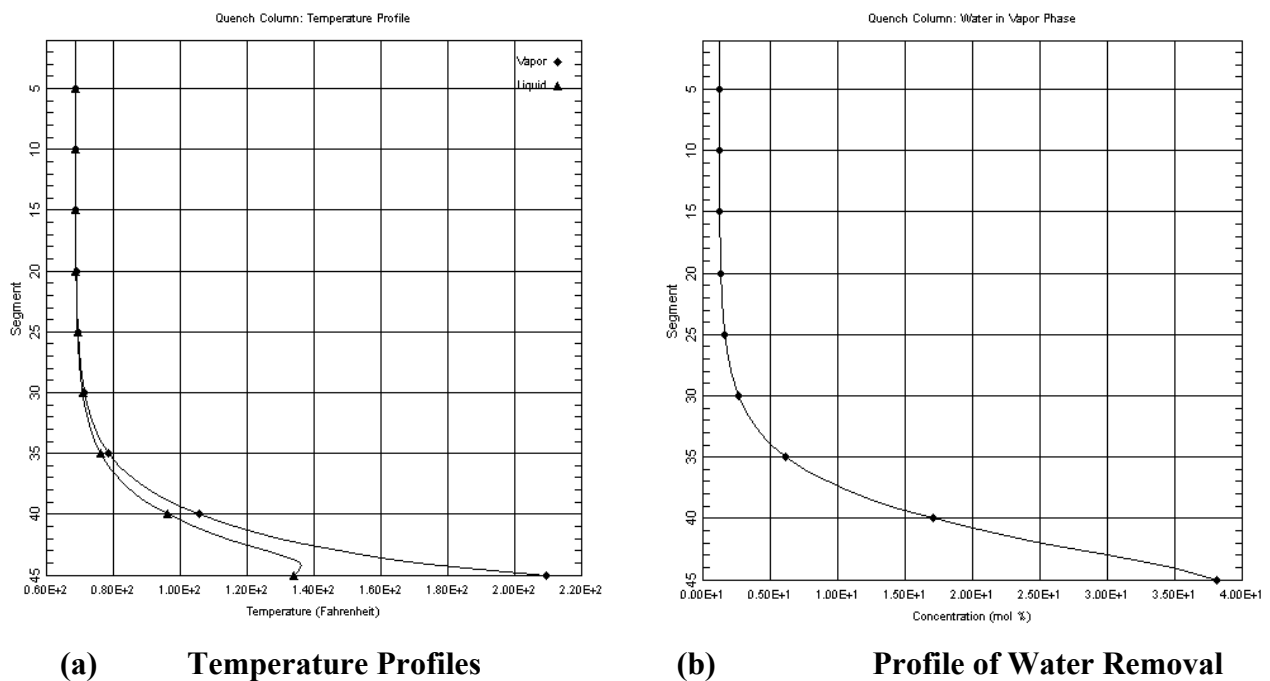 Quench Column: Temperature Profile
Vapor
Liquid
5
10
15
20
25
30
35
40
45
Segment
0.60E+2 0.80E+2 1.00E+2 1.20E+2 1.40E+2 1.60E+2 1.80E+2 2.00E+2 2.20E+2
Temperature (Fahrenheit)
(a) Temperature Profiles
Quench Column: Water in Vapor Phase
5
10
15
20
25
30
35
40
45
Segment
0.00E+1 0.50E+1 1.00E+1 1.50E+1 2.00E+1 2.50E+1 3.00E+1 3.50E+1 4.00E+1
Concentration (mol %)
(b) Profile of Water Removal